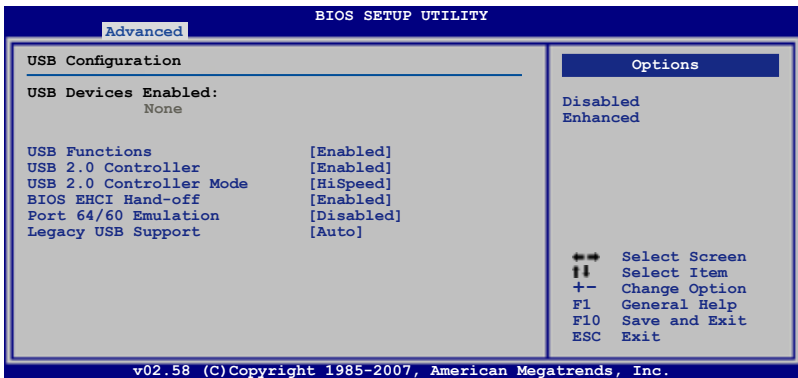 BIOS SETUP UTILITY
Advanced
USB Configuration
USB Devices Enabled:
None
USB Functions [Enabled]
USB 2.0 Controller [Enabled]
USB 2.0 Controller Mode [HiSpeed]
BIOS EHCI Hand-off [Enabled]
Port 64/60 Emulation [Disabled]
Legacy USB Support [Auto]
Options
Disabled
Enhanced
←→ Select Screen
↑↓ Select Item
+- Change Option
F1 General Help
F10 Save and Exit
ESC Exit
v02.58 (C)Copyright 1985-2007, American Megatrends, Inc.